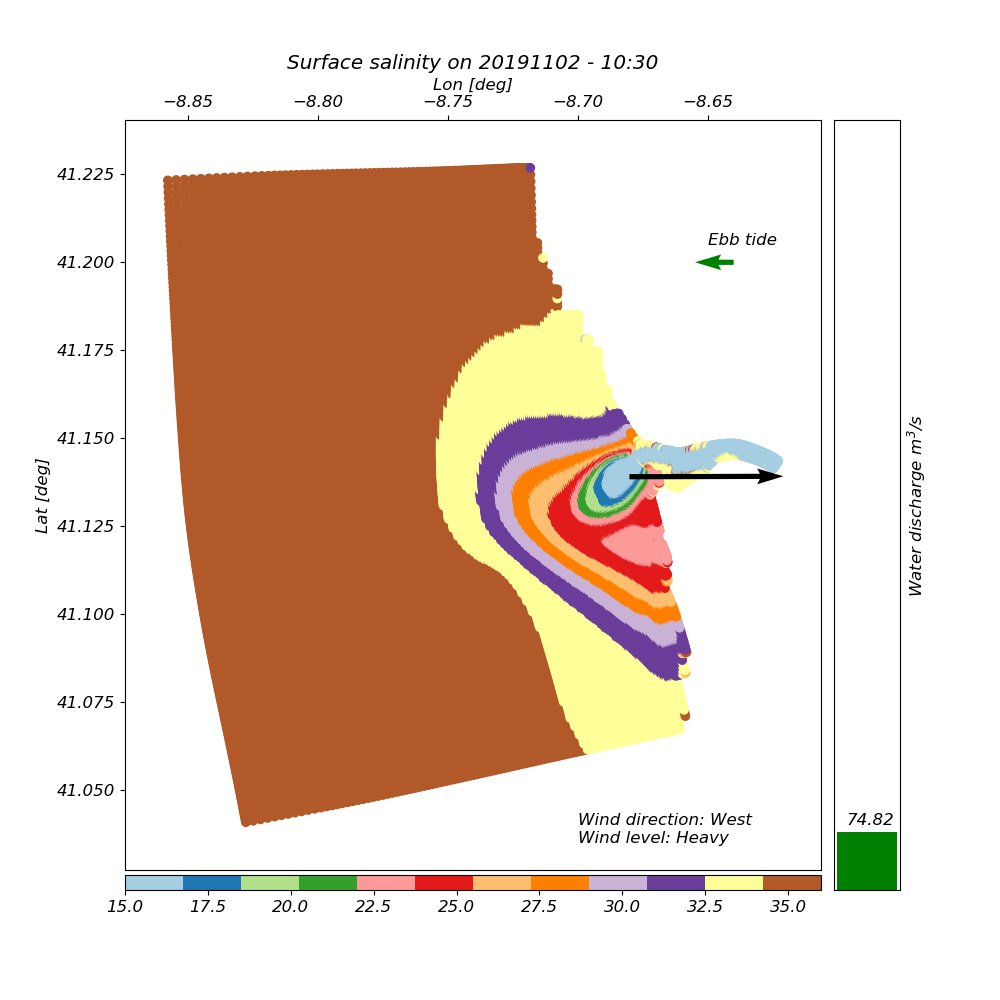 Surface salinity on 20191102 - 10:30
Lon [deg]
−8.85 −8.80 −8.75 −8.70 −8.65
41.225
41.200
41.175
41.150
41.125
41.100
41.075
41.050
Lat [deg]
Ebb tide
Wind direction: West
Wind level: Heavy
Water discharge m³/s
74.82
15.0 17.5 20.0 22.5 25.0 27.5 30.0 32.5 35.0